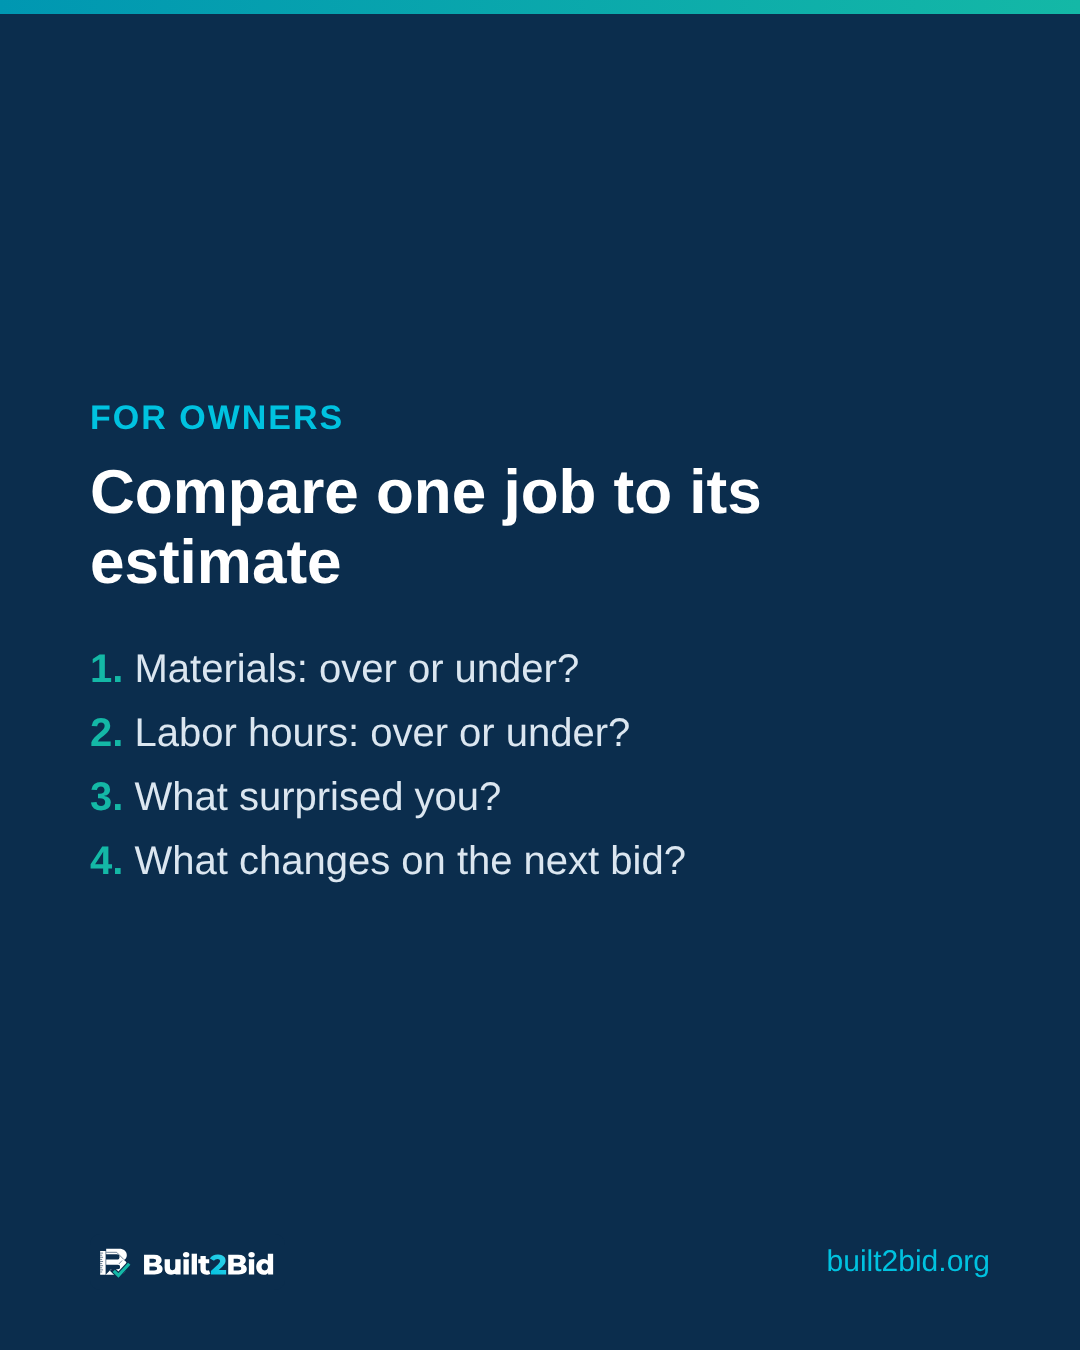 FOR OWNERS
Compare one job to its
estimate
1. Materials: over or under?
2. Labor hours: over or under?
3. What surprised you?
4. What changes on the next bid?
Built2Bid
built2bid.org